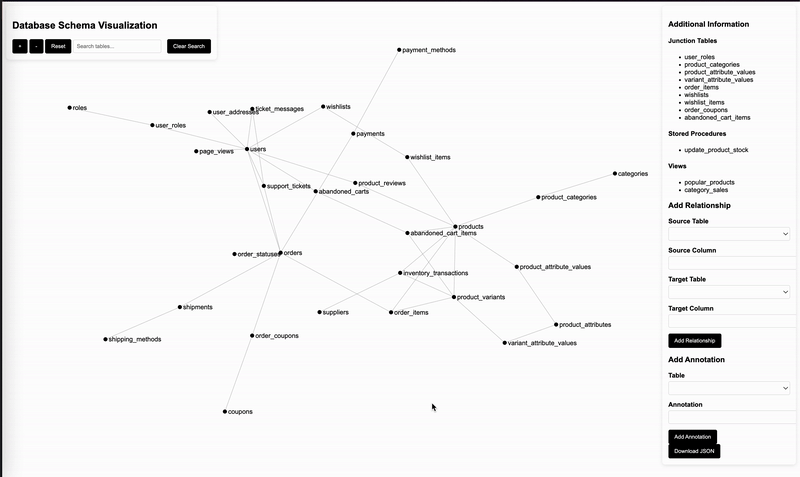 Database Schema Visualization
+
-
Reset
Search tables...
Clear Search
payment_methods
roles
user_addresses
ticket_messages
wishlists
user_roles
payments
page_views
users
wishlist_items
categories
support_tickets
product_reviews
abandoned_carts
product_categories
products
abandoned_cart_items
order_statuses
orders
product_attribute_values
inventory_transactions
product_variants
shipments
suppliers
order_items
product_attributes
shipping_methods
order_coupons
variant_attribute_values
coupons
Additional Information
Junction Tables
user_roles
product_categories
product_attribute_values
variant_attribute_values
order_items
wishlists
wishlist_items
order_coupons
abandoned_cart_items
Stored Procedures
update_product_stock
Views
popular_products
category_sales
Add Relationship
Source Table
Source Column
Target Table
Target Column
Add Relationship
Add Annotation
Table
Annotation
Add Annotation
Download JSON